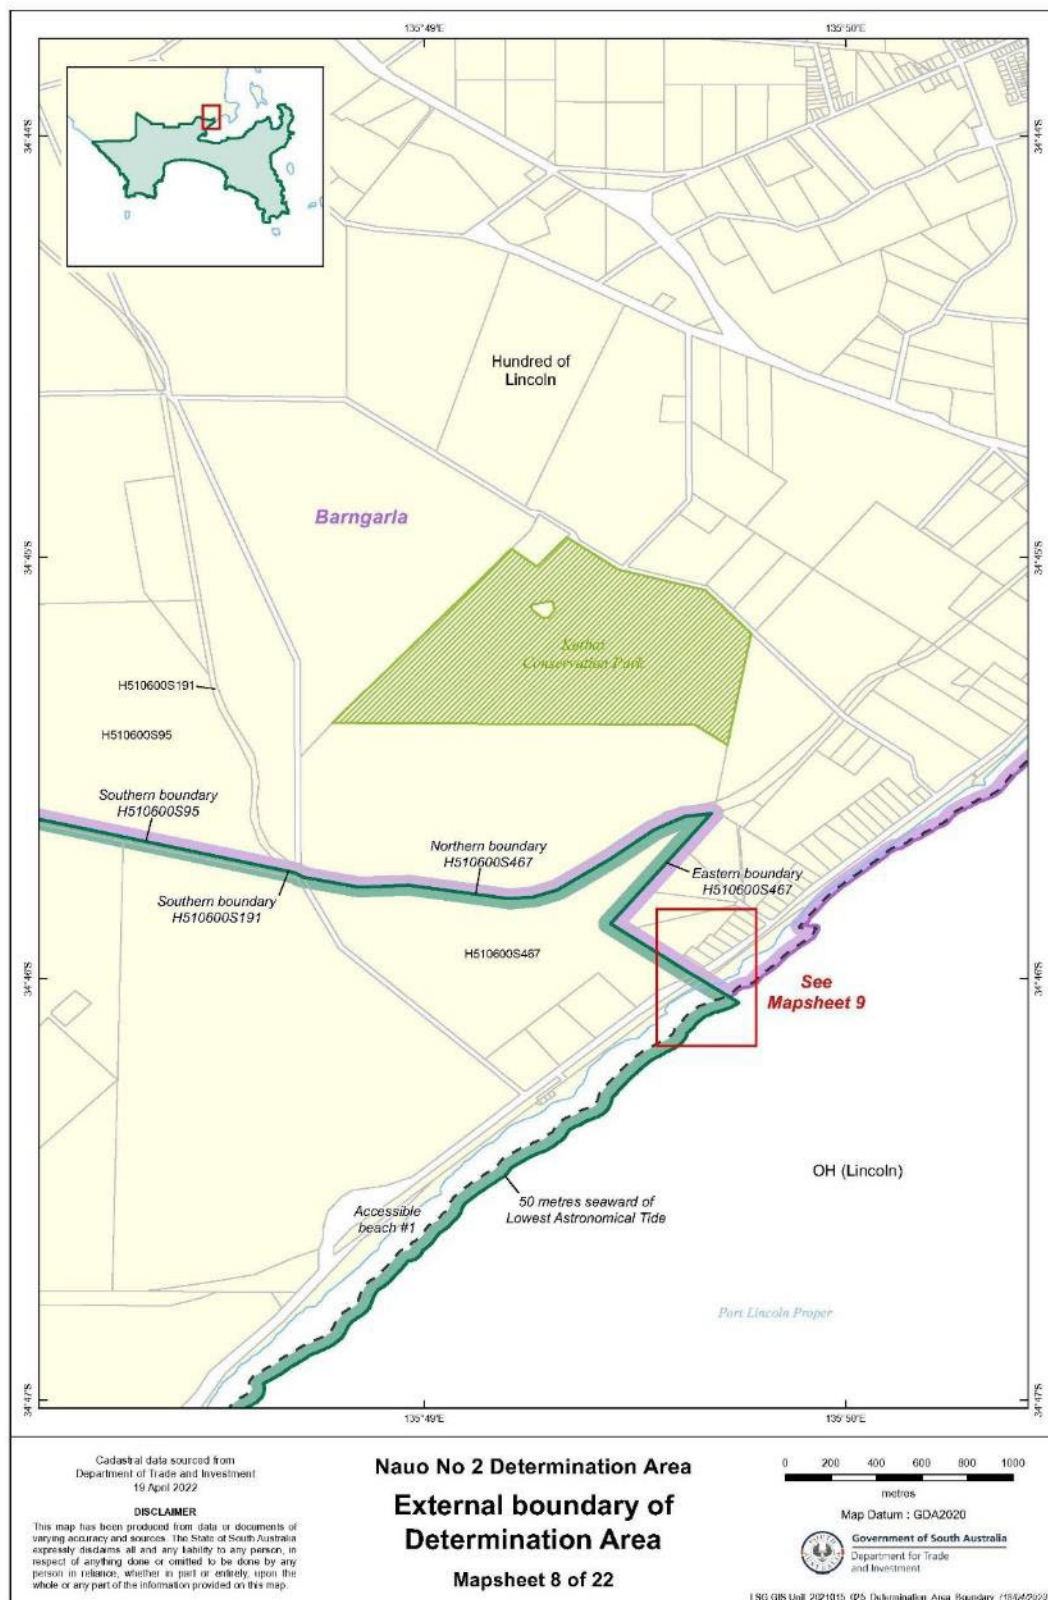 135°49'E
135°50'E
34°44'S
34°44'S
Hundred of
Lincoln
Barngarla
34°45'S
34°45'S
Conservation Park
H510600S191
H510600S95
Southern boundary
H510600S95
Northern boundary
H510600S467
Eastern boundary
H510600S467
Southern boundary
H510600S191
H510600S467
34°46'S
34°46'S
See
Mapsheet 9
OH (Lincoln)
50 metres seaward of
Lowest Astronomical Tide
Accessible
beach #1
Port Lincoln Proper
34°47'S
34°47'S
135°49'E
135°50'E
Cadastral data sourced from
Department of Trade and Investment
19 April 2022
DISCLAIMER
This map has been produced from data or documents of
varying accuracy and sources. The State of South Australia
expressly disclaims all and any liability to any person, in
respect of anything done or omitted to be done by any
person in reliance, whether in part or entirely, upon the
whole or any part of the information provided on this map.
Nauo No 2 Determination Area
External boundary of
Determination Area
Mapsheet 8 of 22
0 200 400 600 800 1000
metres
Map Datum : GDA2020
Government of South Australia
Department for Trade
and Investment
LSG GIS Unit Determination Area Boundary